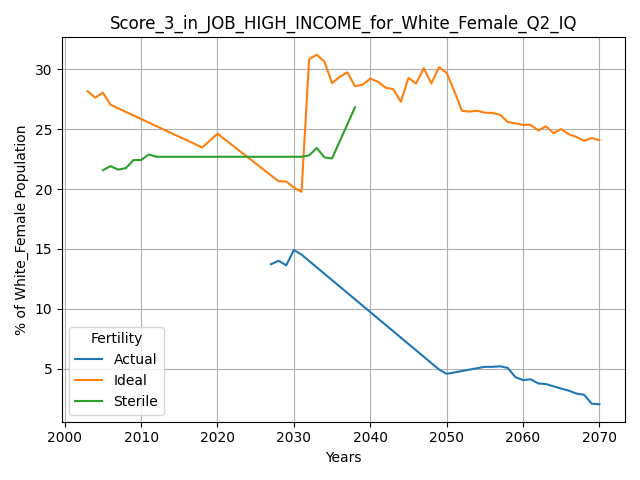 Score_3_in_JOB_HIGH_INCOME_for_White_Female_Q2_IQ
% of White_Female Population
30
25
20
15
10
5
Fertility
Actual
Ideal
Sterile
2000 2010 2020 2030 2040 2050 2060 2070
Years